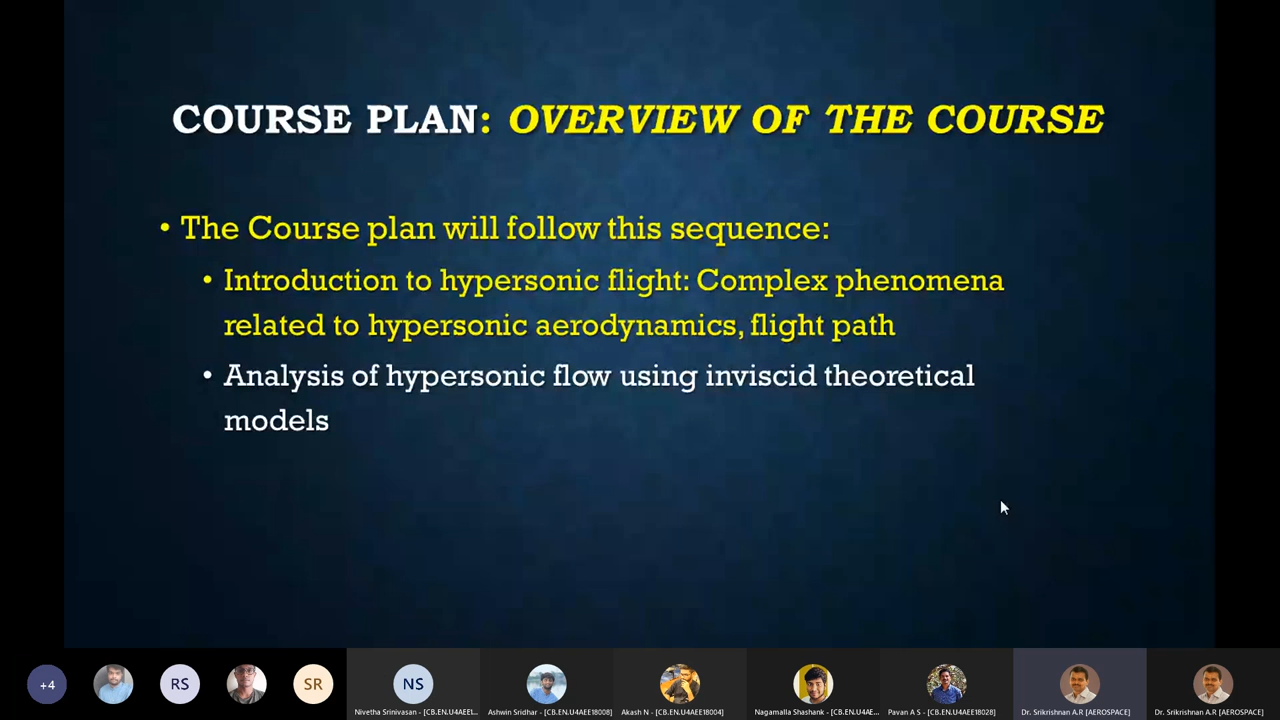 COURSE PLAN: OVERVIEW OF THE COURSE
• The Course plan will follow this sequence:
• Introduction to hypersonic flight: Complex phenomena
related to hypersonic aerodynamics, flight path
• Analysis of hypersonic flow using inviscid theoretical
models
+4
RS
SR
NS
Nivetha Srinivasan - [CB.EN.U4AEE...
Ashwin Sridhar - [CB.EN.U4AEE18008]
Akash N - [CB.EN.U4AEE18004]
Nagamalla Shashank - [CB.EN.U4AE...
Pavan A S - [CB.EN.U4AEE18028]
Dr. Srikrishnan A.R [AEROSPACE]
Dr. Srikrishnan A.R [AEROSPACE]